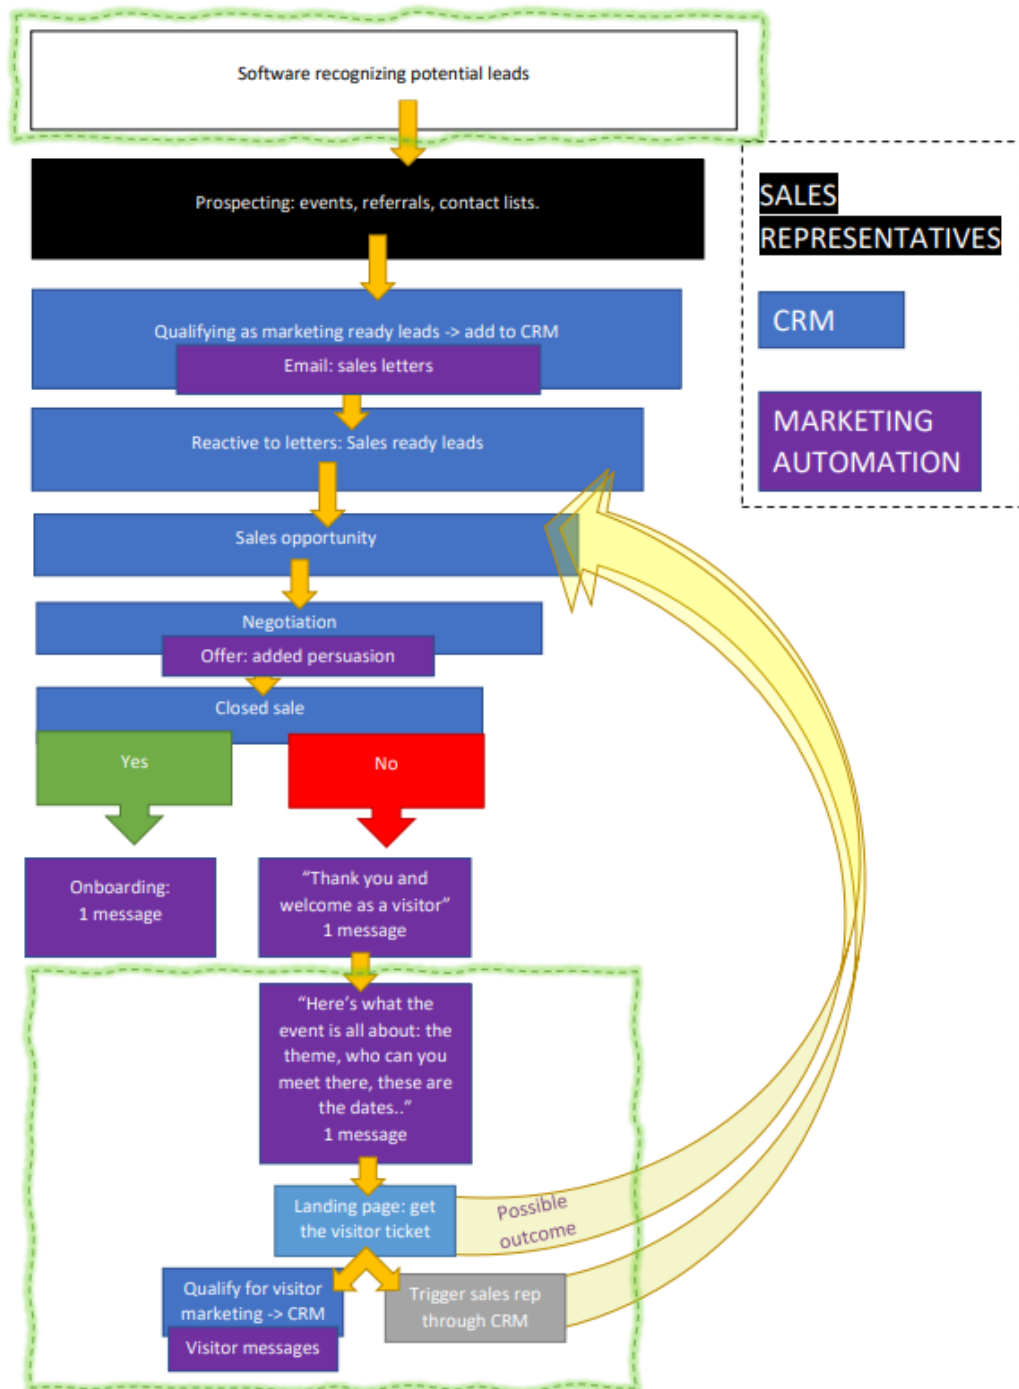 Software recognizing potential leads
Prospecting: events, referrals, contact lists.
SALES
REPRESENTATIVES
CRM
MARKETING
AUTOMATION
Qualifying as marketing ready leads -> add to CRM
Email: sales letters
Reactive to letters: Sales ready leads
Sales opportunity
Negotiation
Offer: added persuasion
Closed sale
Yes
No
Onboarding:
1 message
“Thank you and
welcome as a visitor”
1 message
“Here’s what the
event is all about: the
theme, who can you
meet there, these are
the dates..”
1 message
Landing page: get
the visitor ticket
Possible
outcome
Qualify for visitor
marketing -> CRM
Visitor messages
Trigger sales rep
through CRM